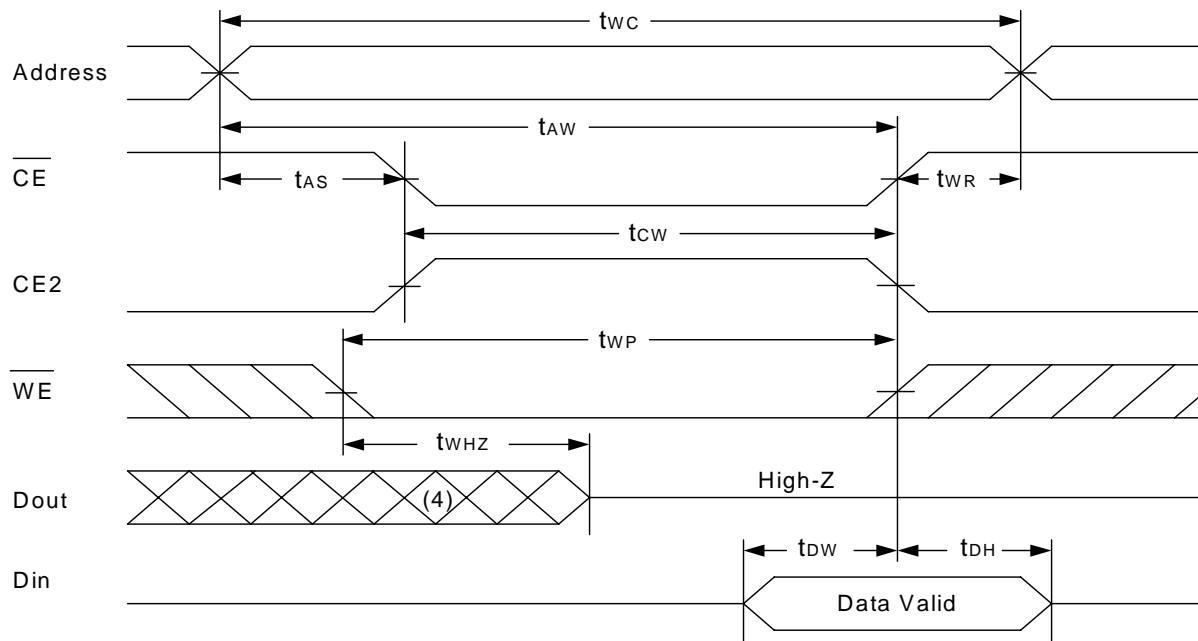 tWC
Address
tAW
CE
tAS
tWR
tCW
CE2
tWP
WE
tWHZ
Dout
(4)
High-Z
tDW
tDH
Din
Data Valid